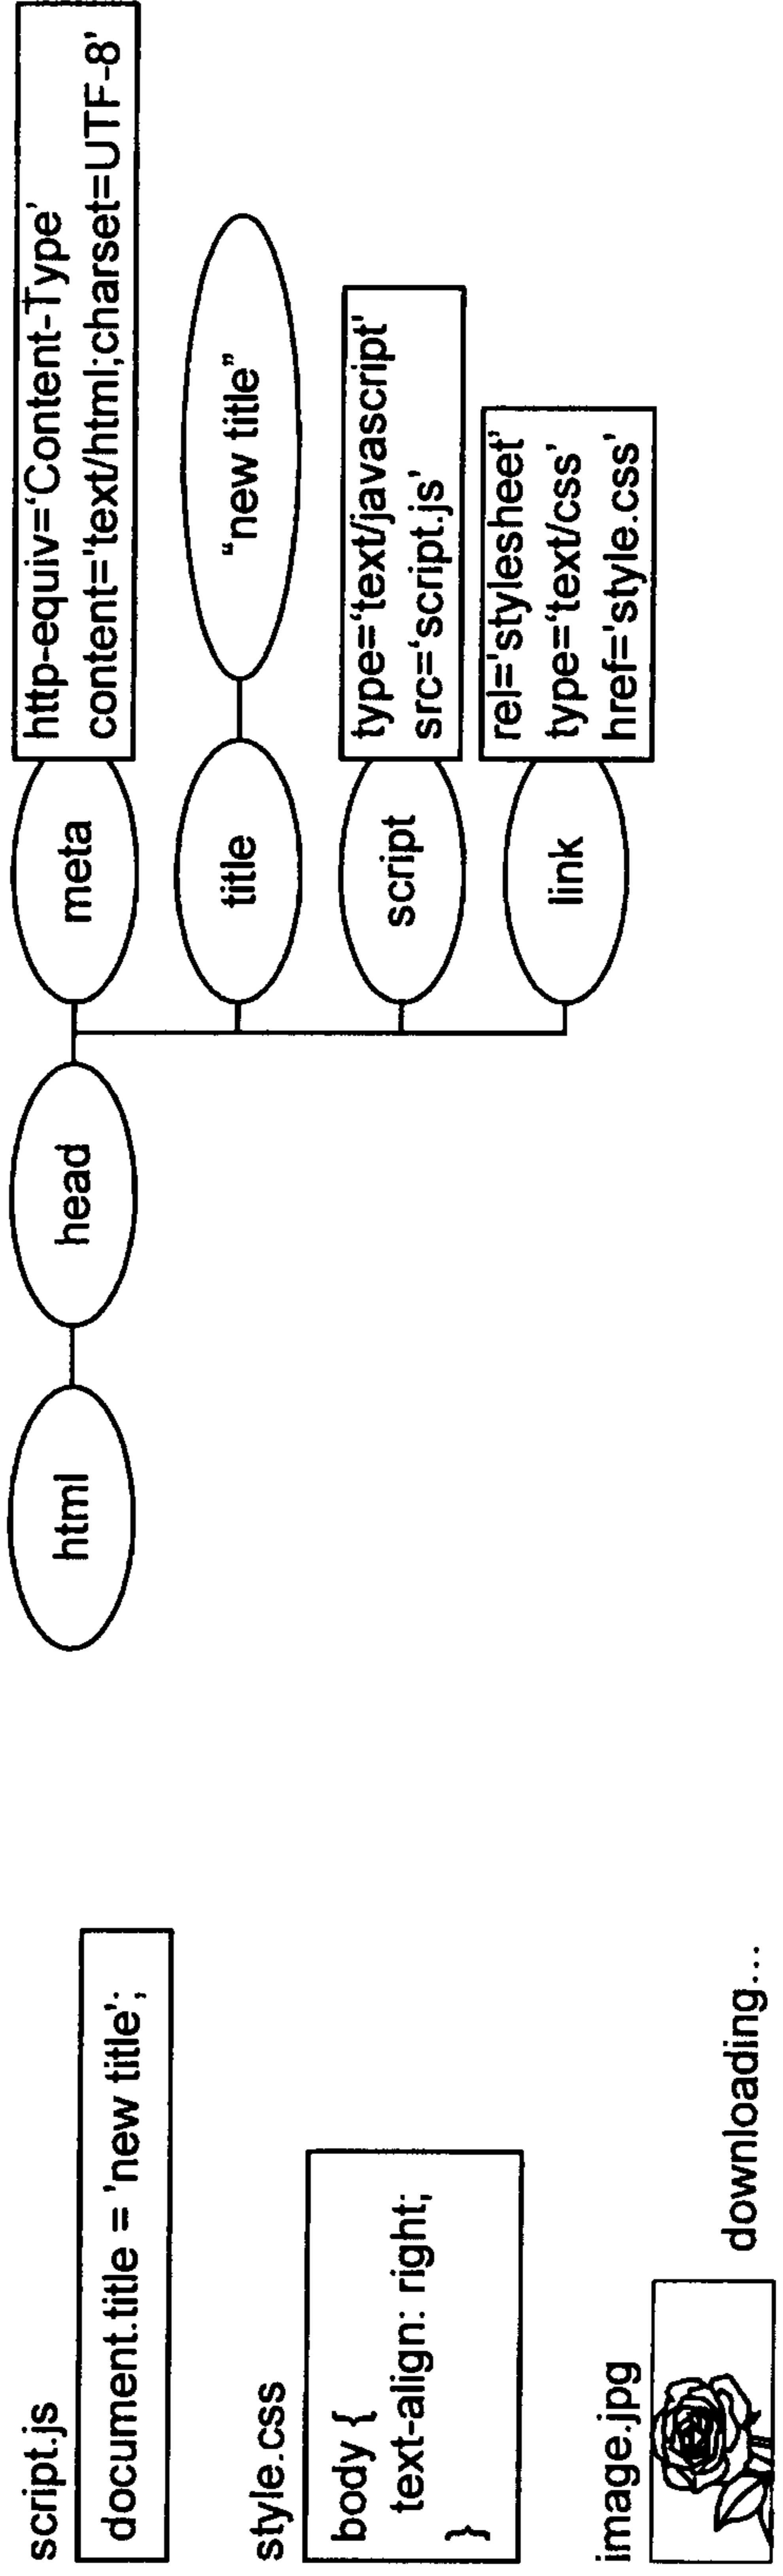 script.js
document.title = 'new title';
style.css
body {
text-align: right;
}
image.jpg
downloading...
html
head
meta
http-equiv=‘Content-Type’
content='text/html;charset=UTF-8'
title
“new title”
script
type=‘text/javascript'
src=‘script.js’
link
rel='stylesheet'
type=‘text/css’
href='style.css'